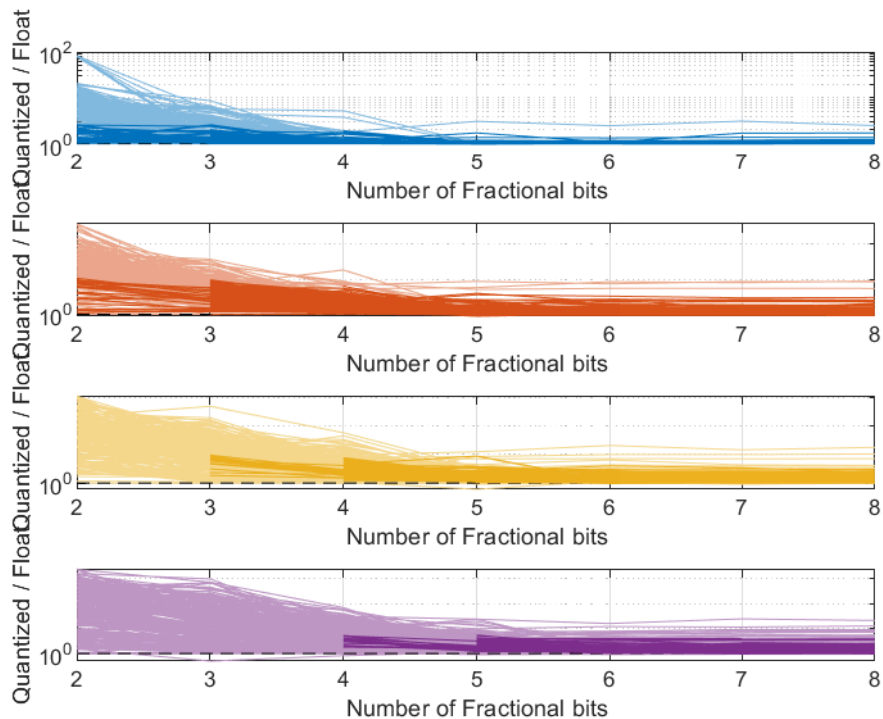 Quantized / Float
10²
10⁰
2 3 4 5 6 7 8
Number of Fractional bits
Quantized / Float
10⁰
2 3 4 5 6 7 8
Number of Fractional bits
Quantized / Float
10⁰
2 3 4 5 6 7 8
Number of Fractional bits
Quantized / Float
10⁰
2 3 4 5 6 7 8
Number of Fractional bits